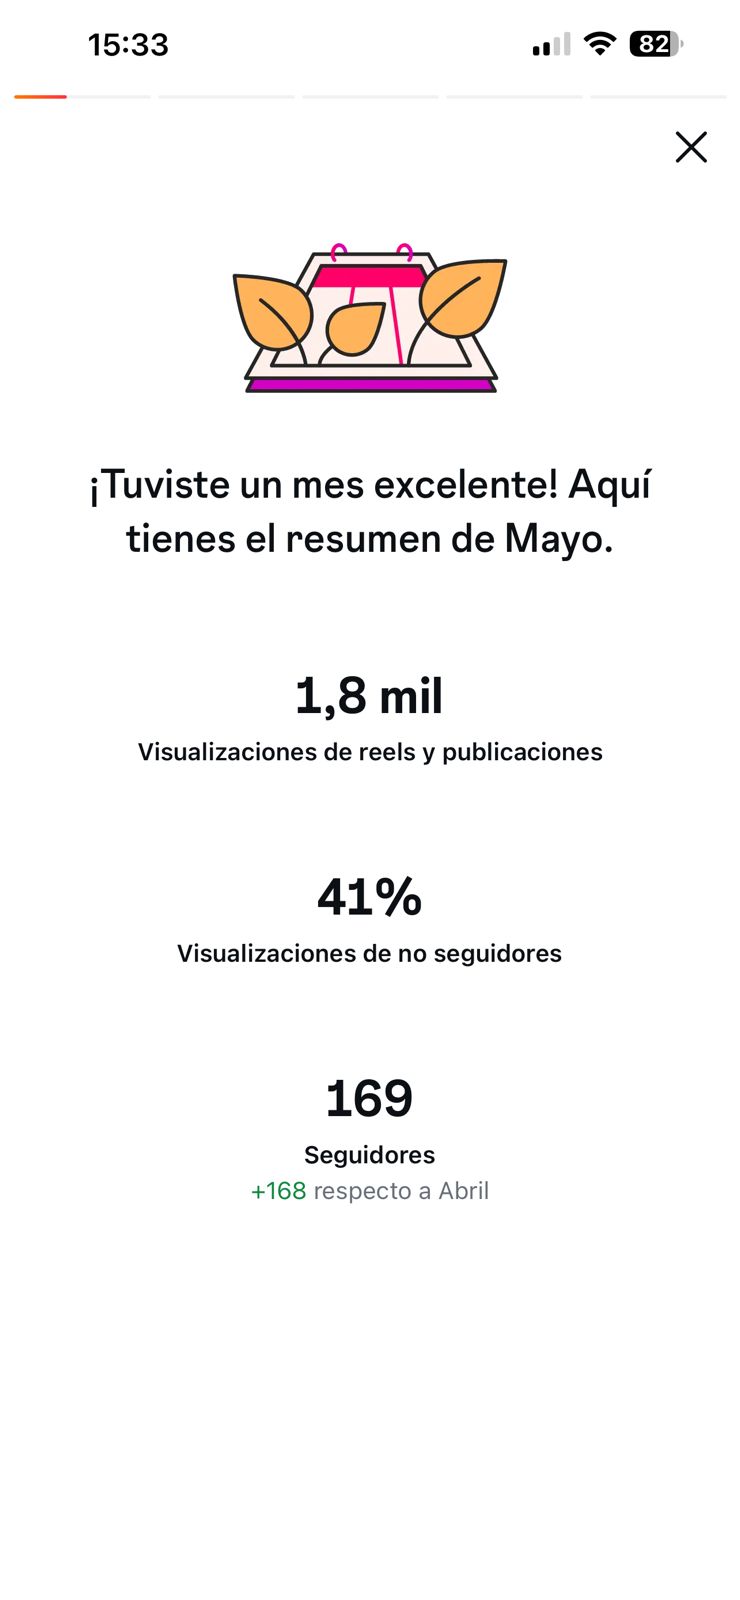 15:33
82
¡Tuviste un mes excelente! Aquí
tienes el resumen de Mayo.
1,8 mil
Visualizaciones de reels y publicaciones
41%
Visualizaciones de no seguidores
169
Seguidores
+168 respecto a Abril